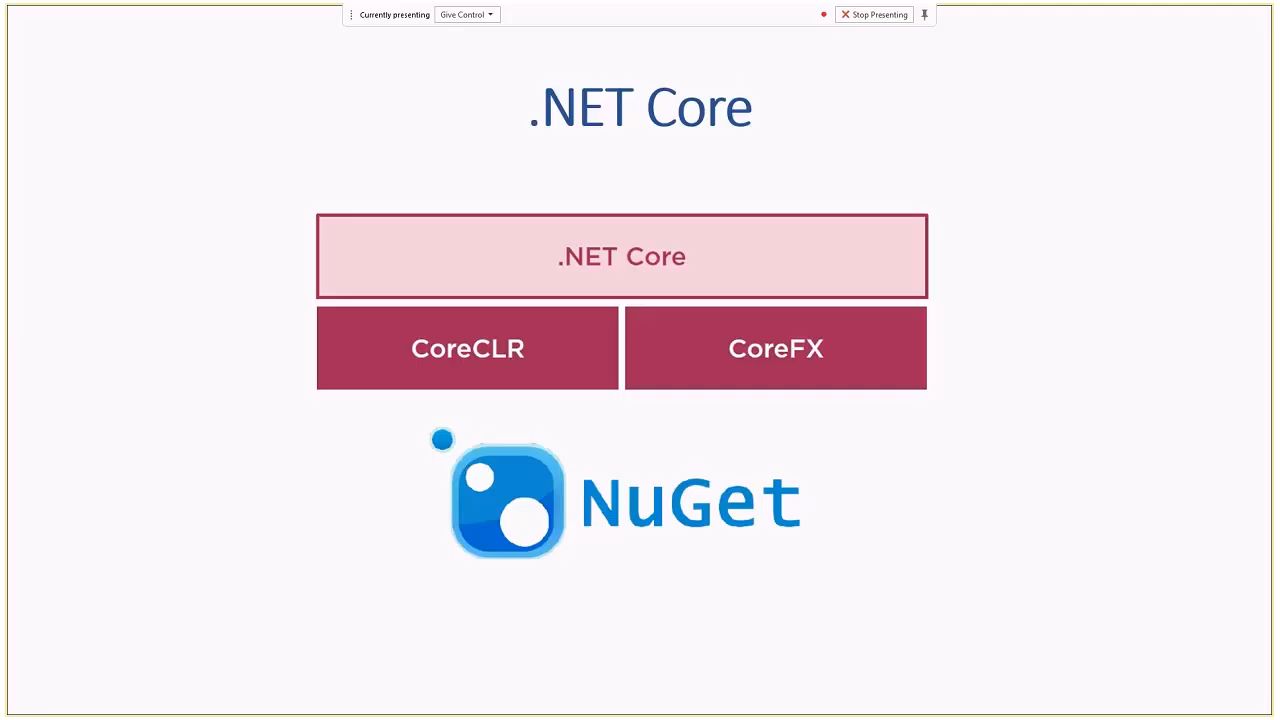 Currently presenting Give Control Stop Presenting
.NET Core
.NET Core
CoreCLR CoreFX
NuGet